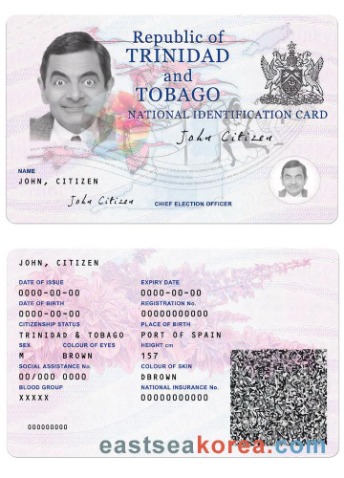 Republic of
TRINIDAD
and
TOBAGO
NATIONAL IDENTIFICATION CARD
John Citizen
NAME
JOHN, CITIZEN
John Citizen
CHIEF ELECTION OFFICER
JOHN, CITIZEN
DATE OF ISSUE EXPIRY DATE
0000-00-00 0000-00-00
DATE OF BIRTH REGISTRATION No.
0000-00-00 00000000000
CITIZENSHIP STATUS PLACE OF BIRTH
TRINIDAD & TOBAGO PORT OF SPAIN
SEX COLOUR OF EYES HEIGHT cm
M BROWN 157
SOCIAL ASSISTANCE No. COLOUR OF SKIN
00/000 0000 DBROWN
BLOOD GROUP NATIONAL INSURANCE No.
XXXXX 00000000000
000000000
eastseakorea.com